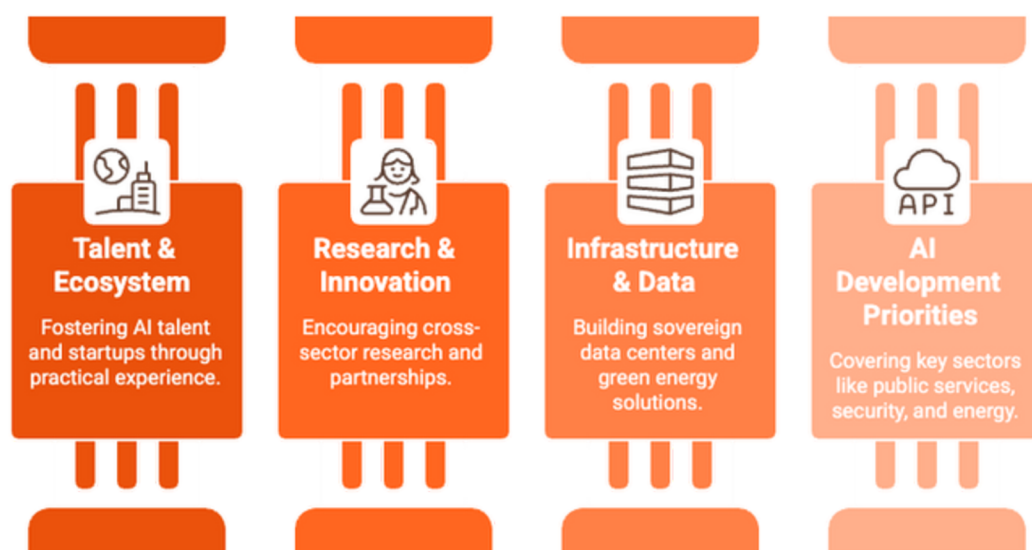 Talent &
Ecosystem
Fostering AI talent
and startups through
practical experience.
Research &
Innovation
Encouraging cross-
sector research and
partnerships.
Infrastructure
& Data
Building sovereign
data centers and
green energy
solutions.
API
AI
Development
Priorities
Covering key sectors
like public services,
security, and energy.